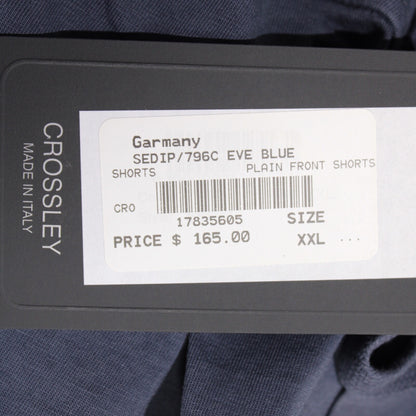 CROSSLEY
MADE IN ITALY
Garmany
SEDIP/796C EVE BLUE
SHORTS PLAIN FRONT SHORTS
CRO
17835605 SIZE
PRICE $ 165.00 XXL ...